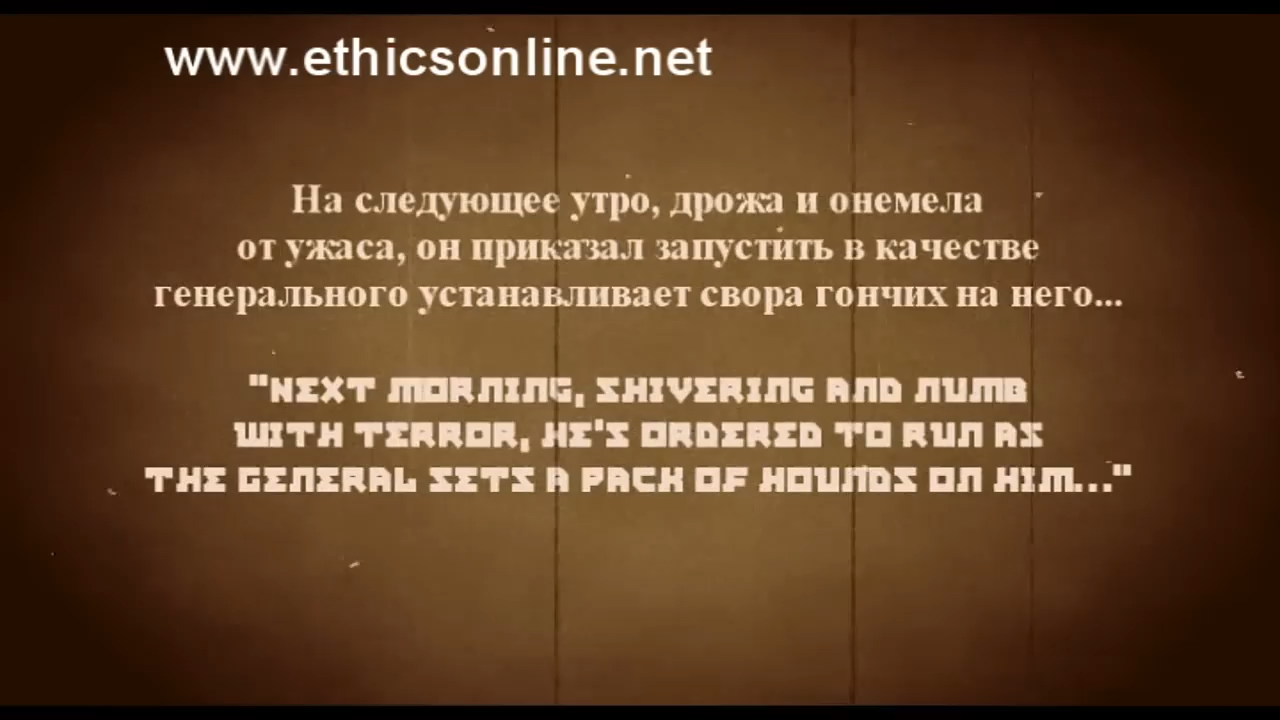 www.ethicsonline.net
На следующее утро, дрожа и онемела
от ужаса, он приказал запустить в качестве
генерального устанавливает свора гончих на него...
"NEXT MORNING, SHIVERING AND NUMB
WITH TERROR, HE'S ORDERED TO RUN AS
THE GENERAL SETS A PACK OF HOUNDS ON HIM..."